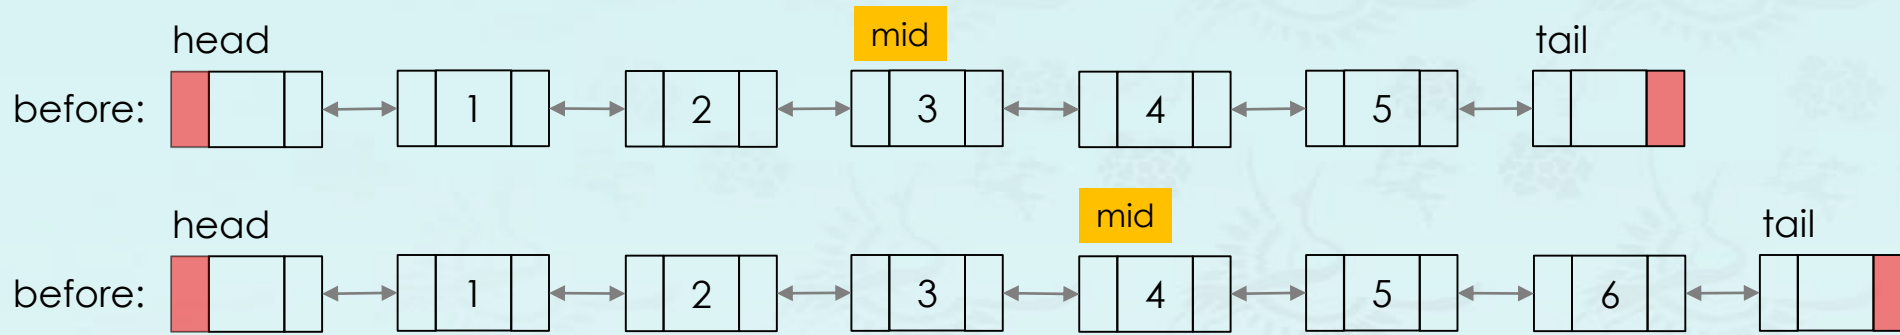 mid
head tail
before: 1 2 3 4 5
mid
head tail
before: 1 2 3 4 5 6